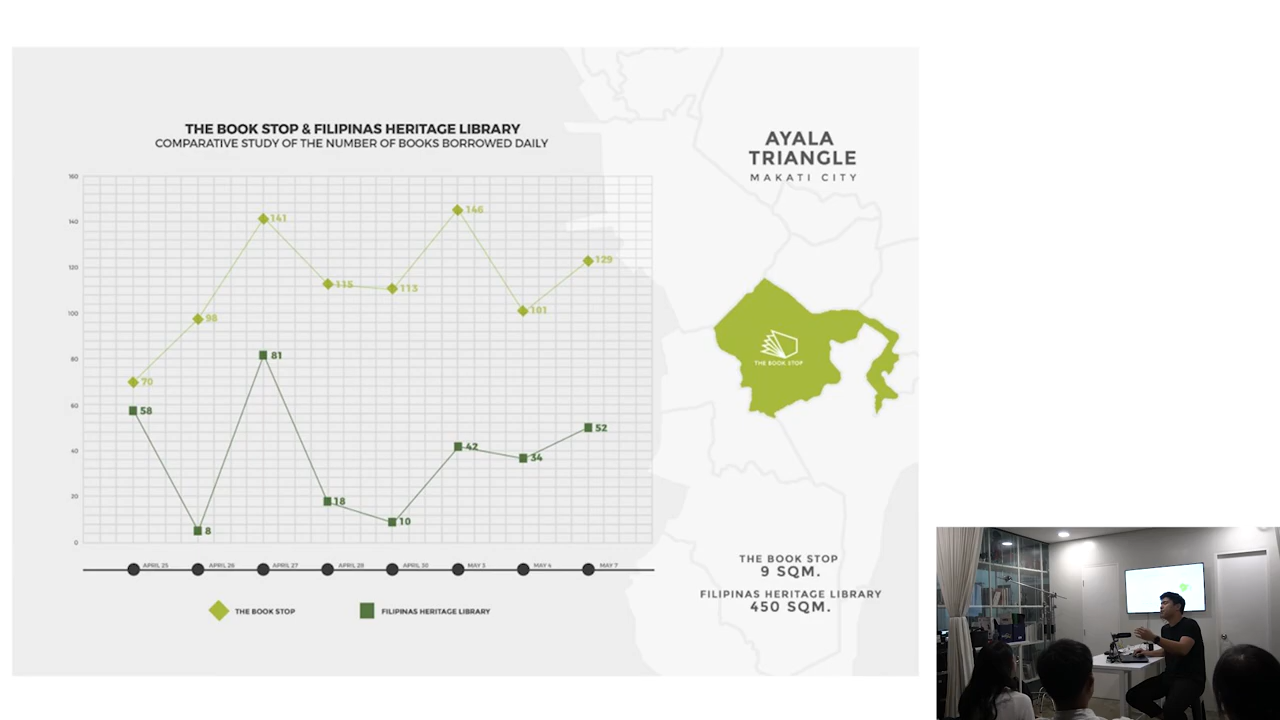 THE BOOK STOP & FILIPINAS HERITAGE LIBRARY
COMPARATIVE STUDY OF THE NUMBER OF BOOKS BORROWED DAILY
AYALA
TRIANGLE
MAKATI CITY
160
140
120
100
80
60
40
20
0
70
98
141
115
113
146
101
129
58
8
81
18
10
42
34
52
THE BOOK STOP
APRIL 25
APRIL 26
APRIL 27
APRIL 29
APRIL 30
MAY 3
MAY 4
MAY 7
THE BOOK STOP
FILIPINAS HERITAGE LIBRARY
THE BOOK STOP
9 SQM.
FILIPINAS HERITAGE LIBRARY
450 SQM.